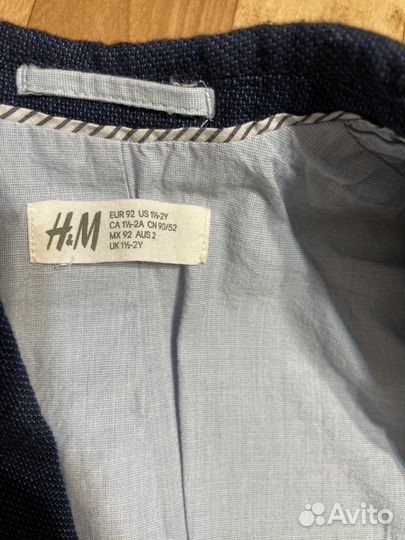 H&M
EUR 92 US 1½-2Y
CA 1½-2A CN 90/52
MX 92 AUS 2
UK 1½-2Y
Avito